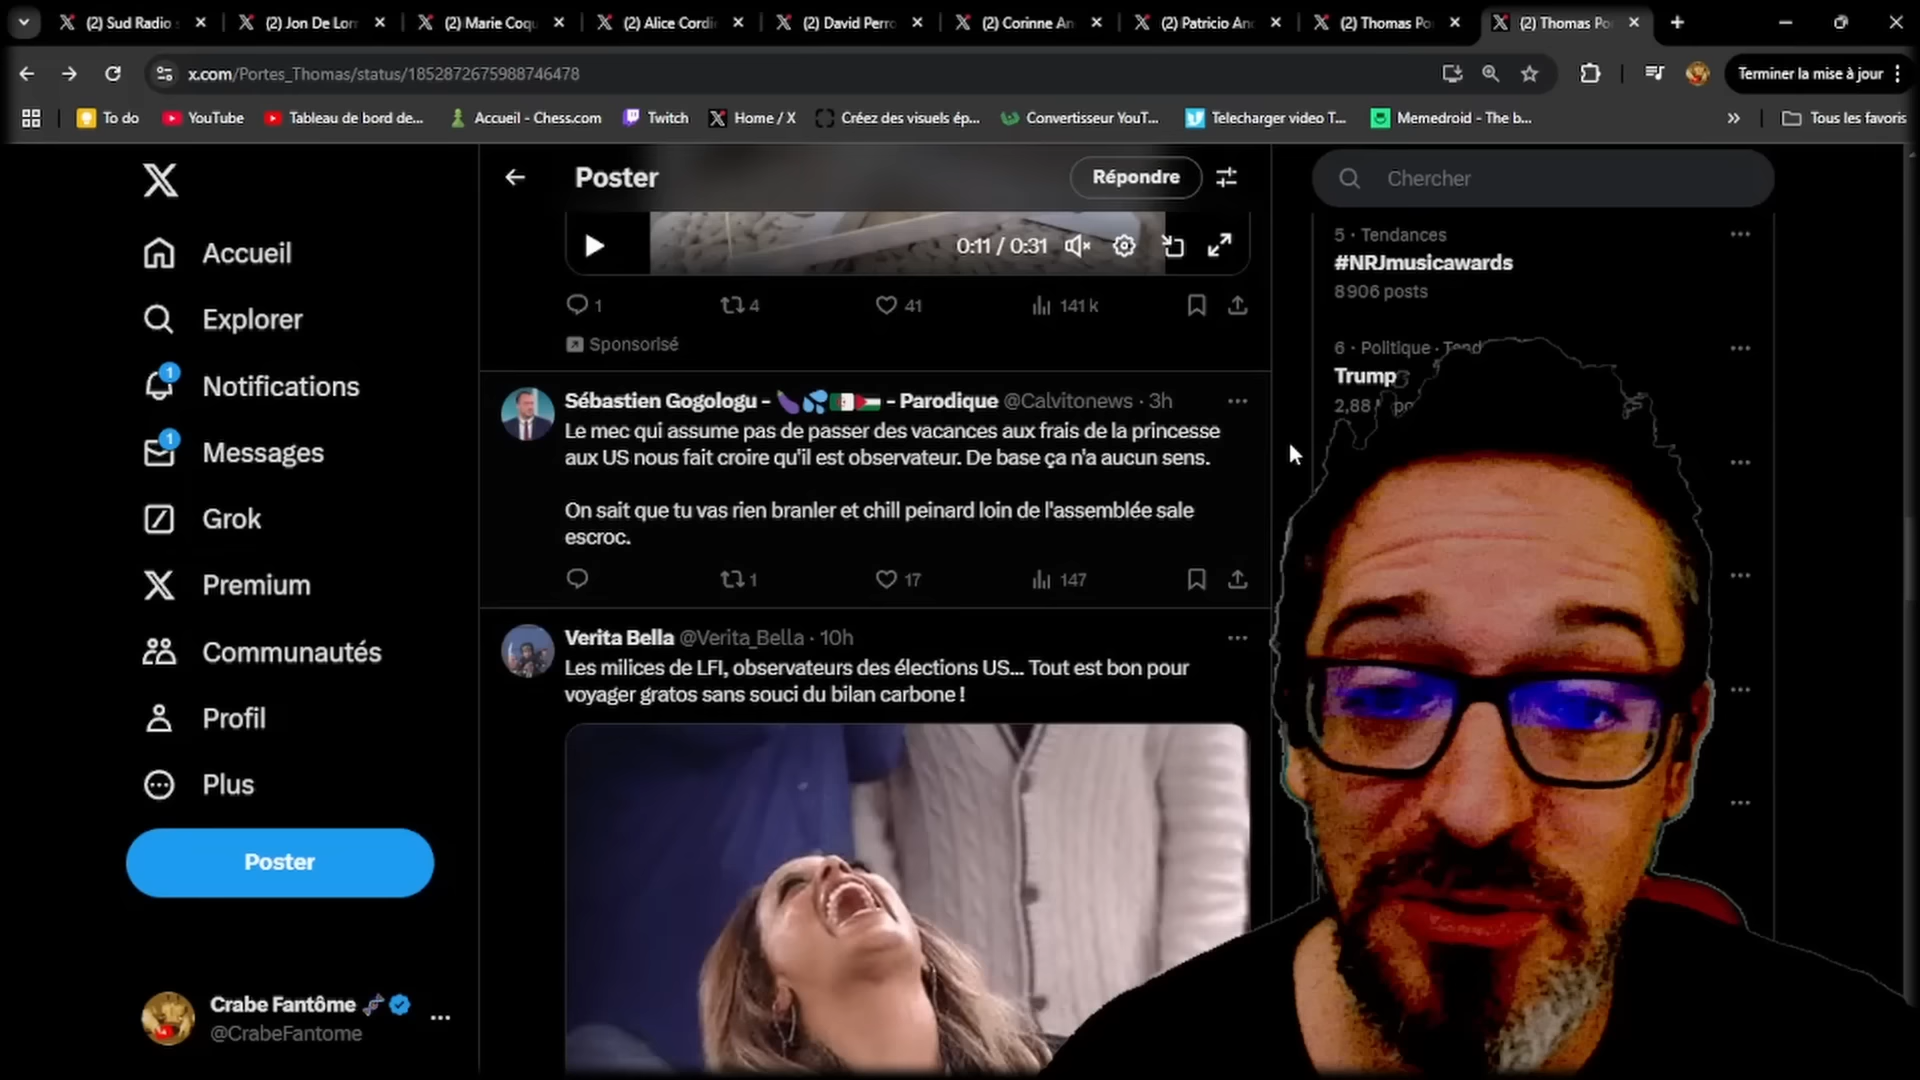 (2) Sud Radio
(2) Jon De Lor
(2) Marie Coqu
(2) Alice Cordi
(2) David Perro
(2) Corinne An
(2) Patricio And
(2) Thomas Po
(2) Thomas Po
x.com/Portes_Thomas/status/1852872675988746478
Terminer la mise à jour
To do
YouTube
Tableau de bord de...
Accueil - Chess.com
Twitch
Home / X
Créez des visuels ép...
Convertisseur YouT...
Telecharger video T...
Memedroid - The b...
Tous les favoris
Accueil
Explorer
1
Notifications
1
Messages
Grok
Premium
Communautés
Profil
Plus
Poster
Crabe Fantôme
@CrabeFantome
Poster
Répondre
0:11 / 0:31
1
4
41
141 k
Sponsorisé
Sébastien Gogologu - 🍆💦🇩🇿🇵🇸 - Parodique @Calvitonews · 3h
Le mec qui assume pas de passer des vacances aux frais de la princesse
aux US nous fait croire qu'il est observateur. De base ça n'a aucun sens.
On sait que tu vas rien branler et chill peinard loin de l'assemblée sale
escroc.
1
17
147
Verita Bella @Verita_Bella · 10h
Les milices de LFI, observateurs des élections US... Tout est bon pour
voyager gratos sans souci du bilan carbone !
Chercher
5 · Tendances
#NRJmusicawards
8 906 posts
6 · Politique · Tend
Trump
2,88